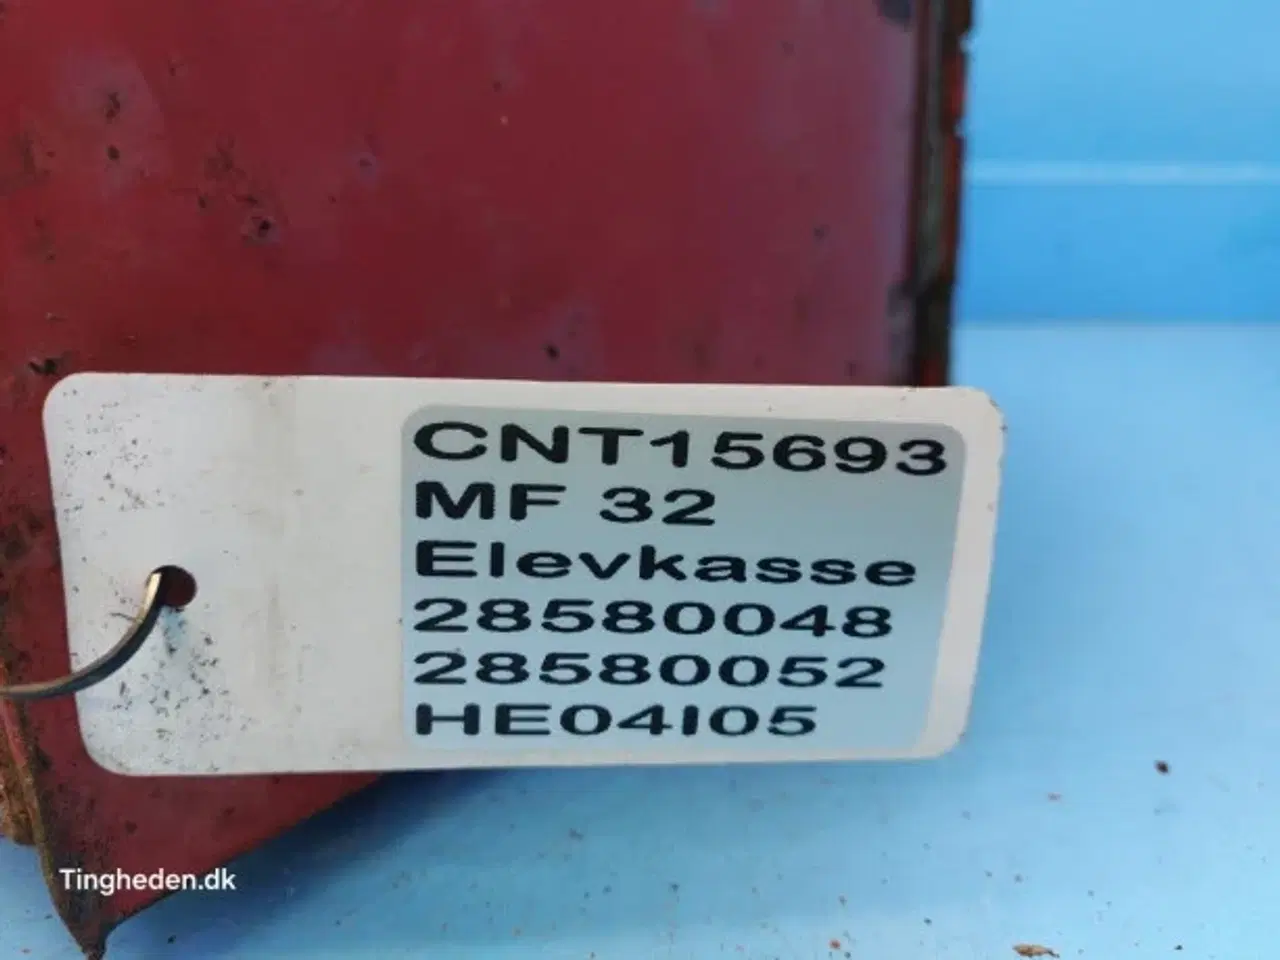 CNT15693
MF 32
Elevkasse
28580048
28580052
HE04I05
Tingheden.dk